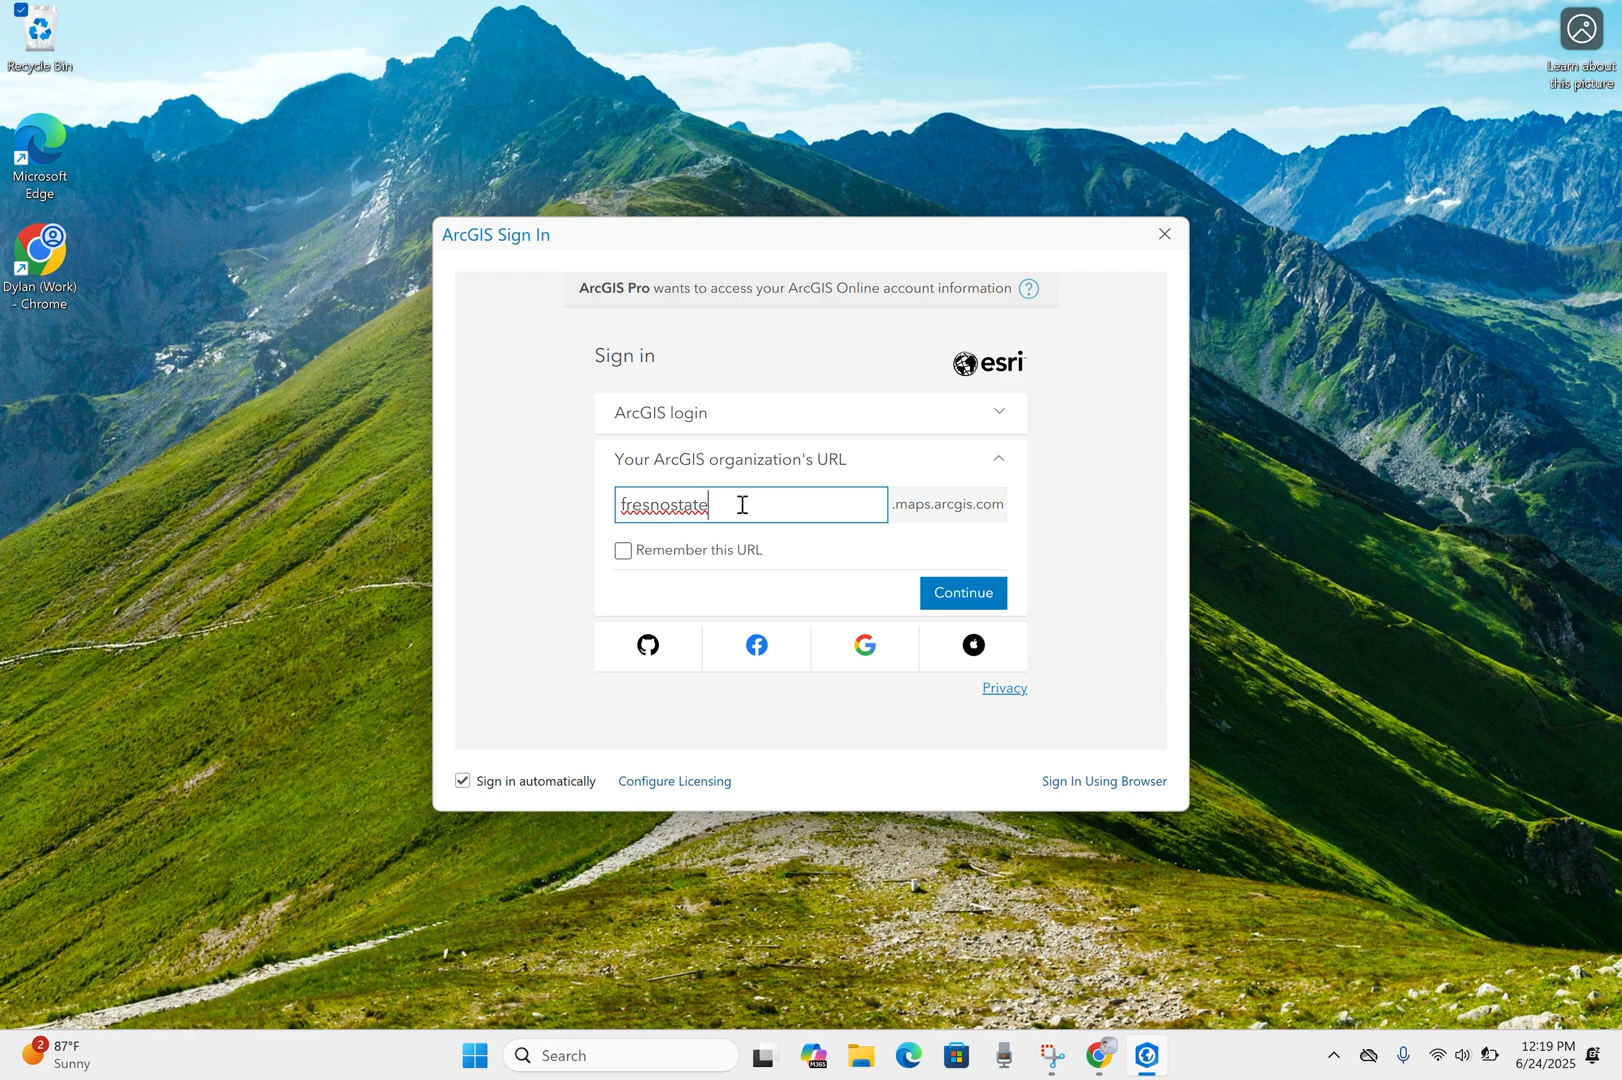 Recycle Bin
Learn about
this picture
Microsoft
Edge
Dylan (Work)
- Chrome
ArcGIS Sign In
ArcGIS Pro wants to access your ArcGIS Online account information ?
Sign in
esri
ArcGIS login
Your ArcGIS organization's URL
fresnostate .maps.arcgis.com
Remember this URL
Continue
Privacy
Sign in automatically Configure Licensing Sign In Using Browser
2 87°F
Sunny
Search
M365
12:19 PM
6/24/2025